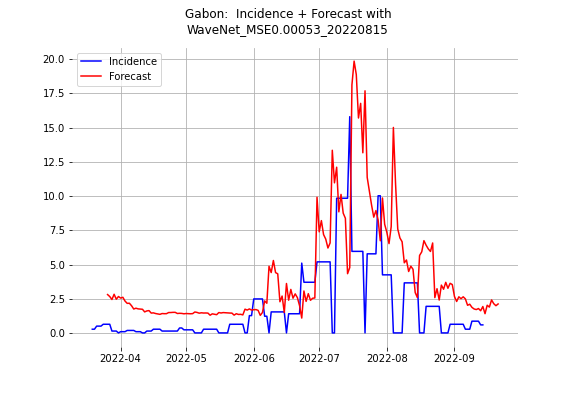 Gabon:  Incidence + Forecast with
WaveNet_MSE0.00053_20220815
Incidence
Forecast
20.0
17.5
15.0
12.5
10.0
7.5
5.0
2.5
0.0
2022-04 2022-05 2022-06 2022-07 2022-08 2022-09